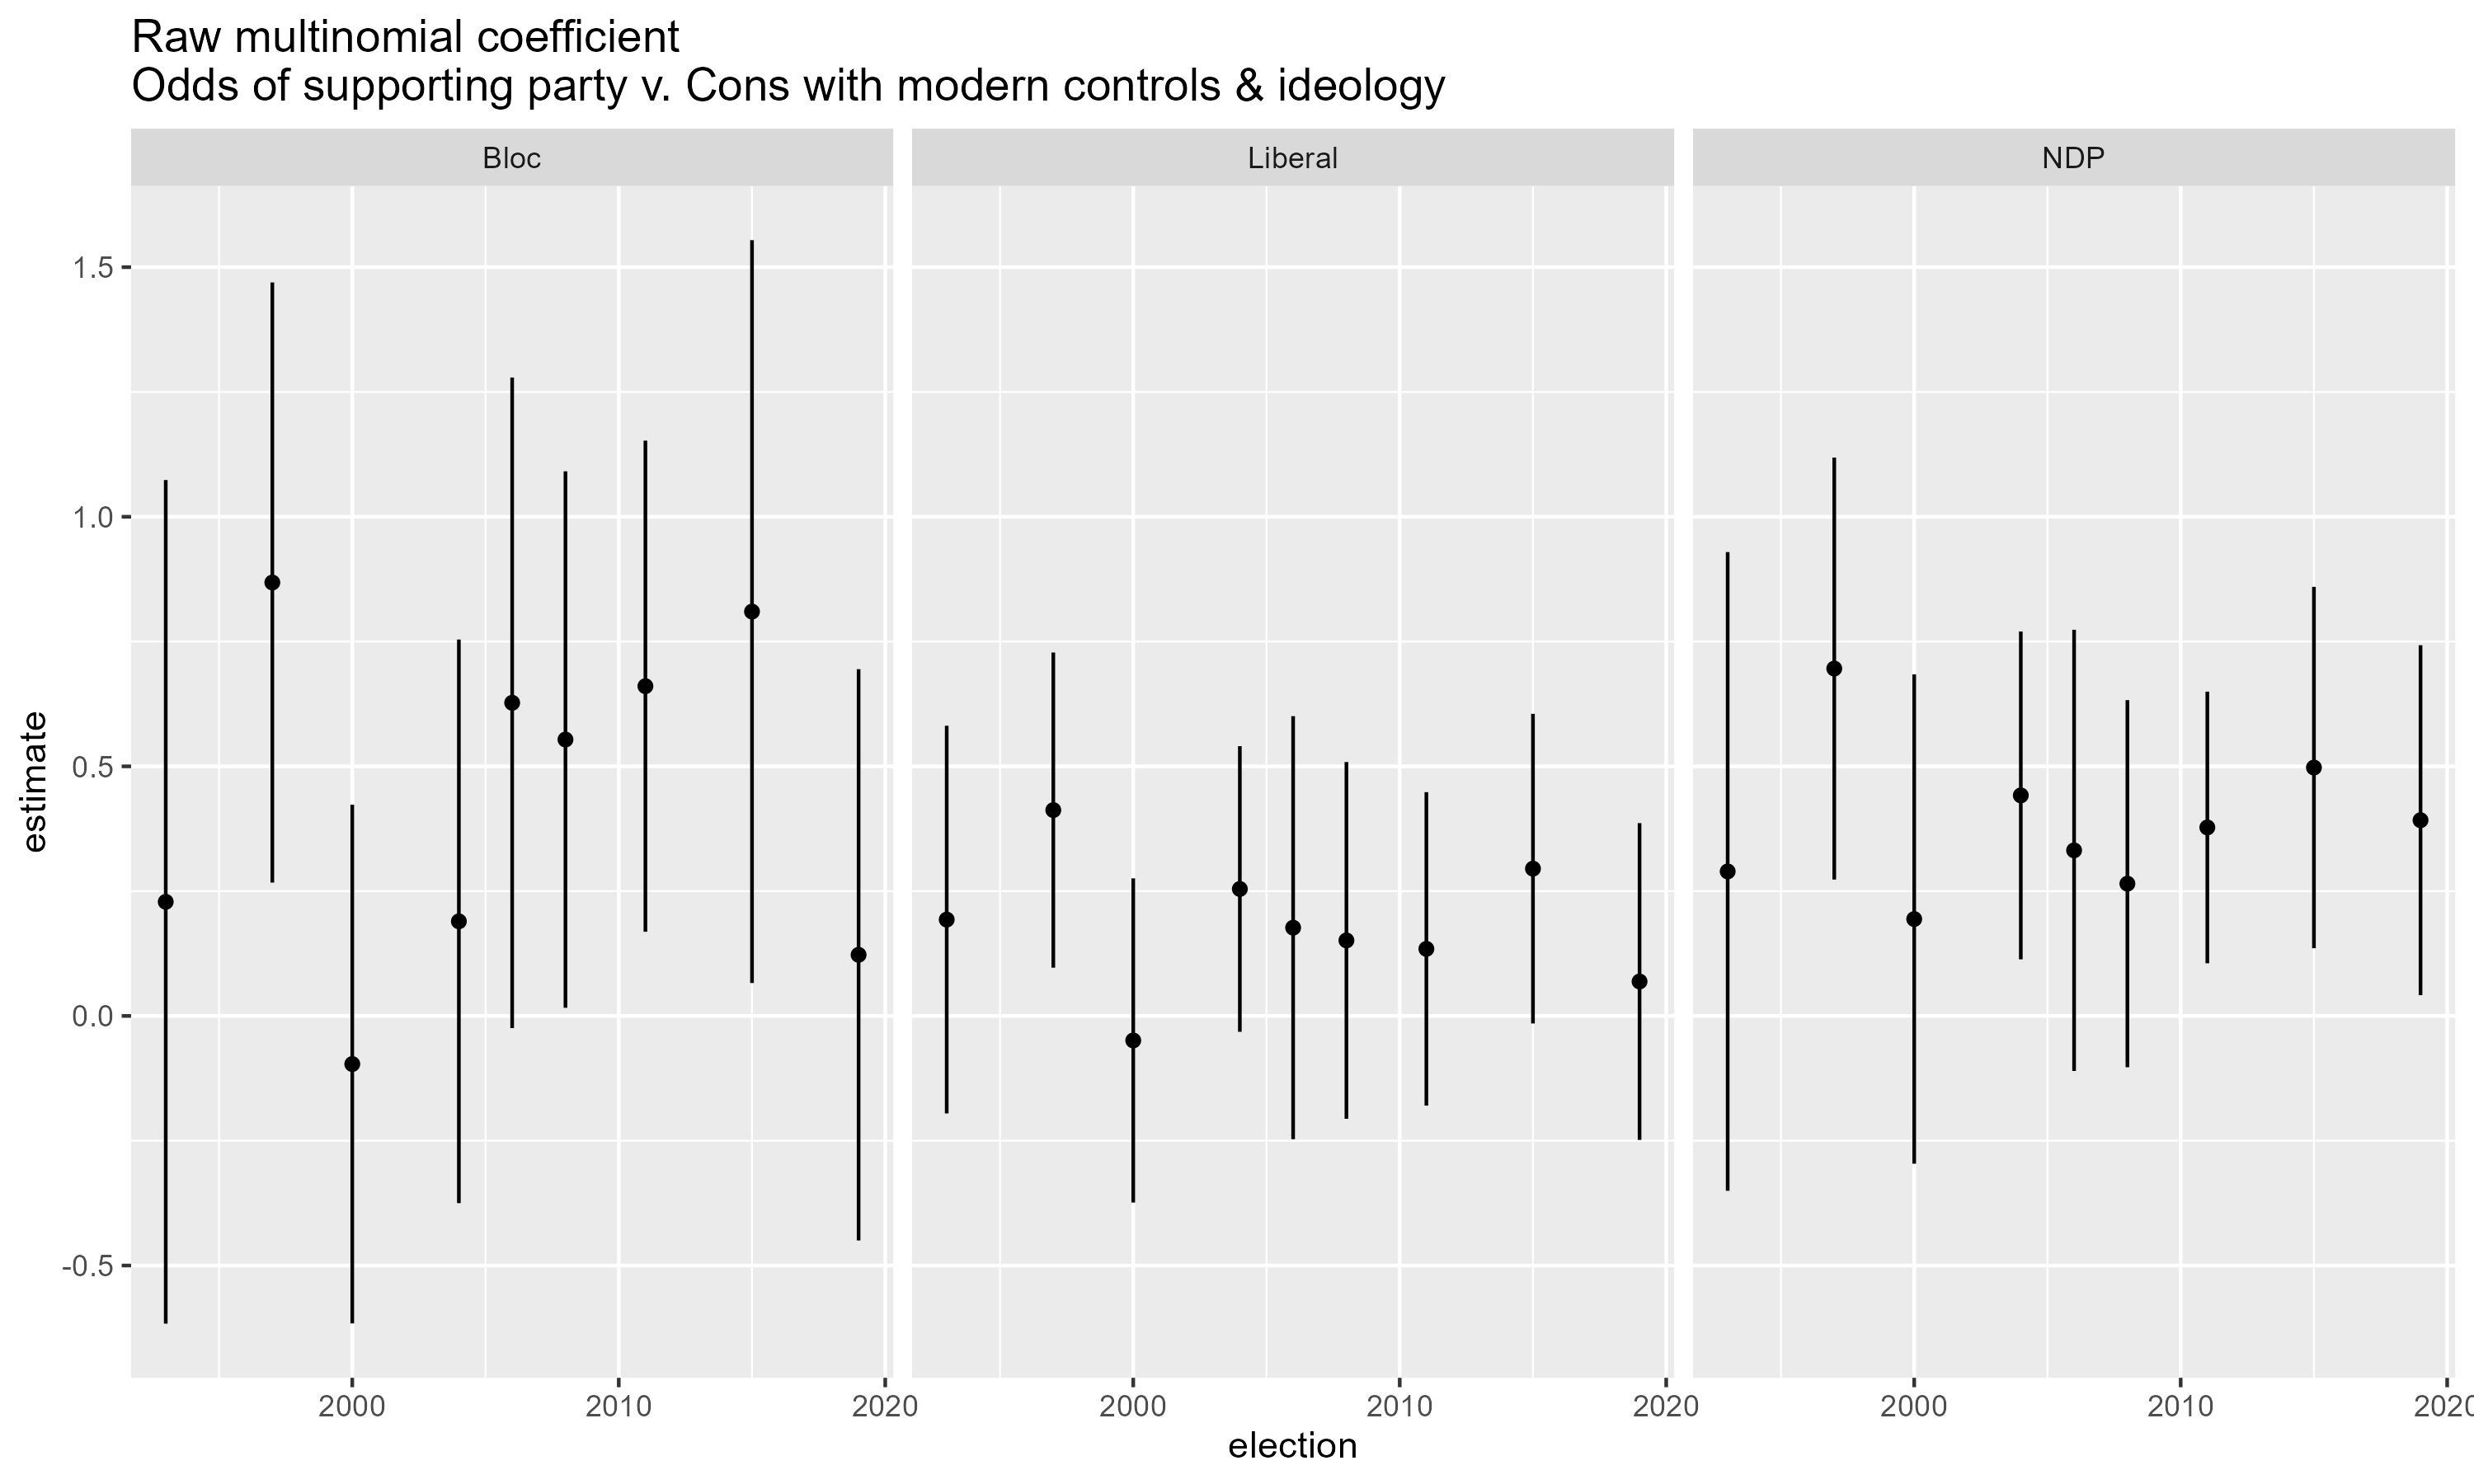 Raw multinomial coefficient
Odds of supporting party v. Cons with modern controls & ideology
Bloc
Liberal
NDP
estimate
1.5
1.0
0.5
0.0
-0.5
2000
2010
2020
2000
2010
2020
2000
2010
202
election